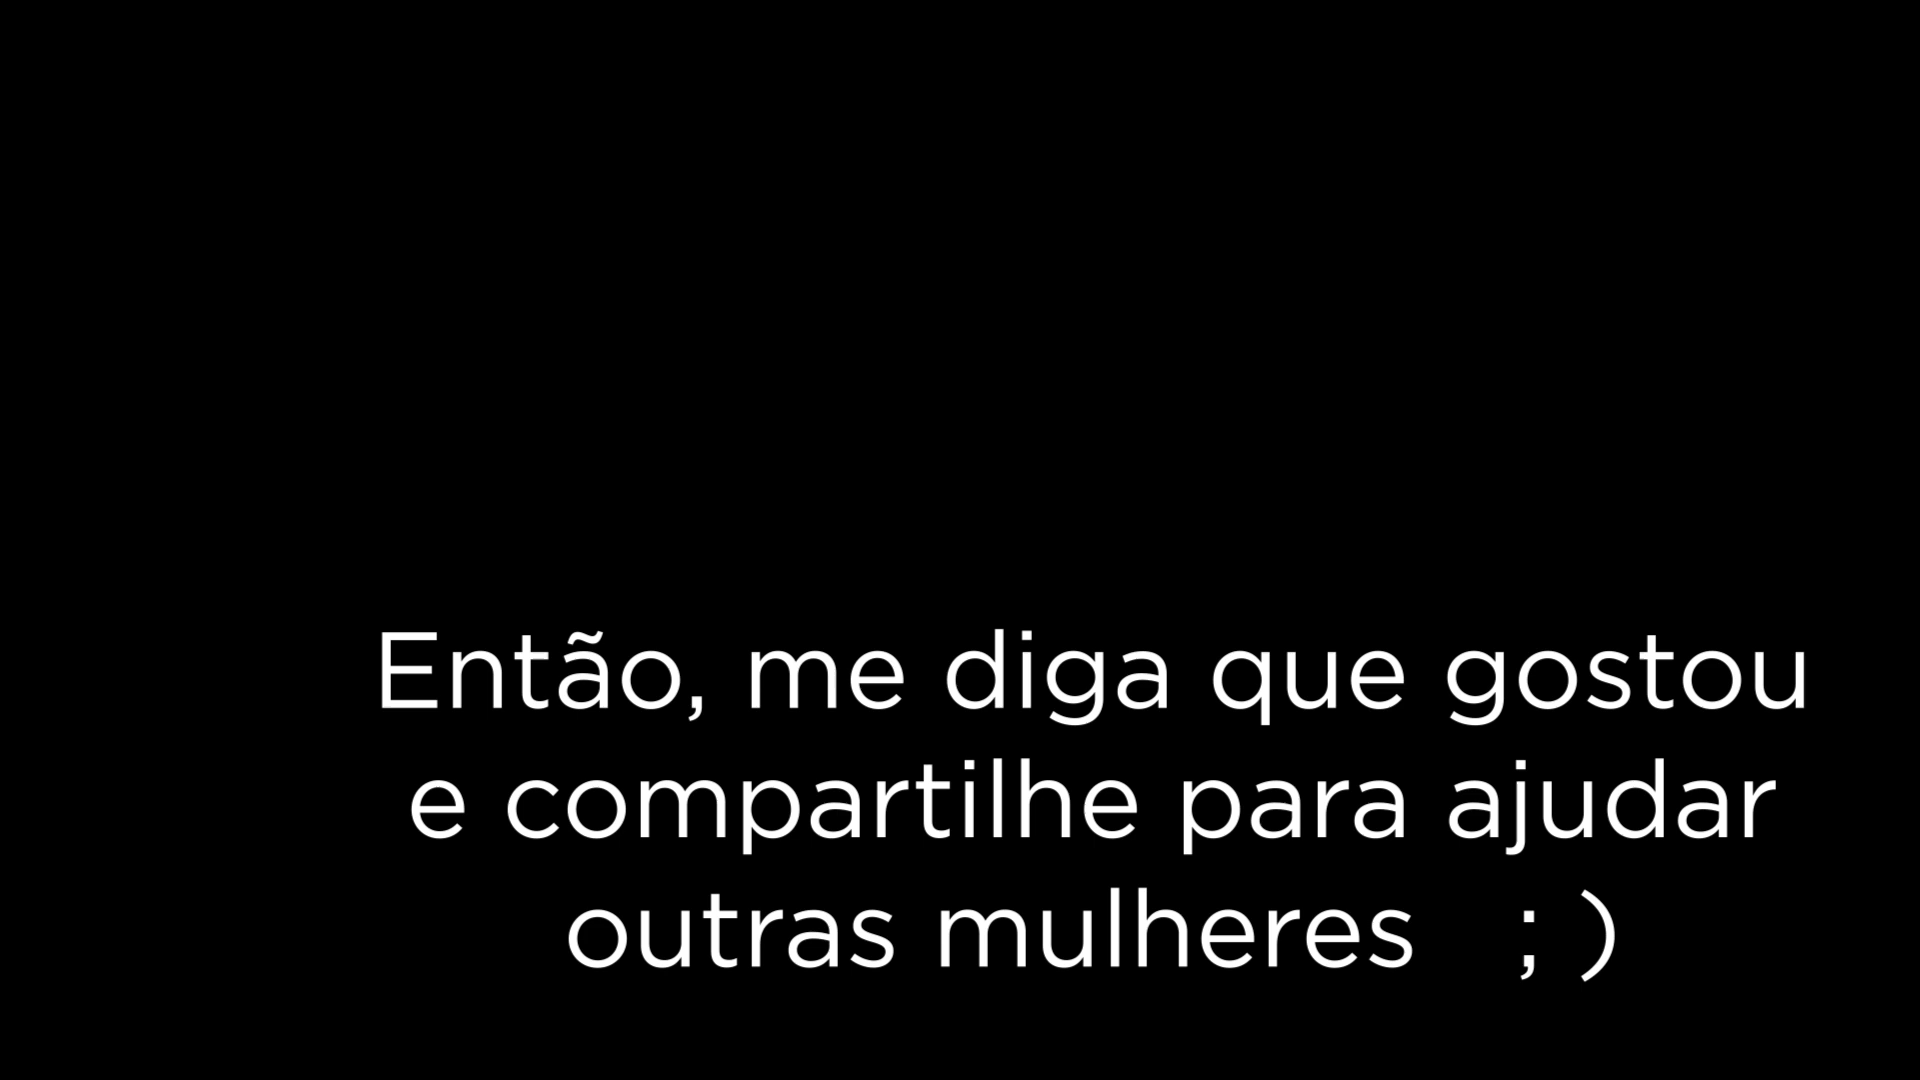 Então, me diga que gostou
e compartilhe para ajudar
outras mulheres ; )